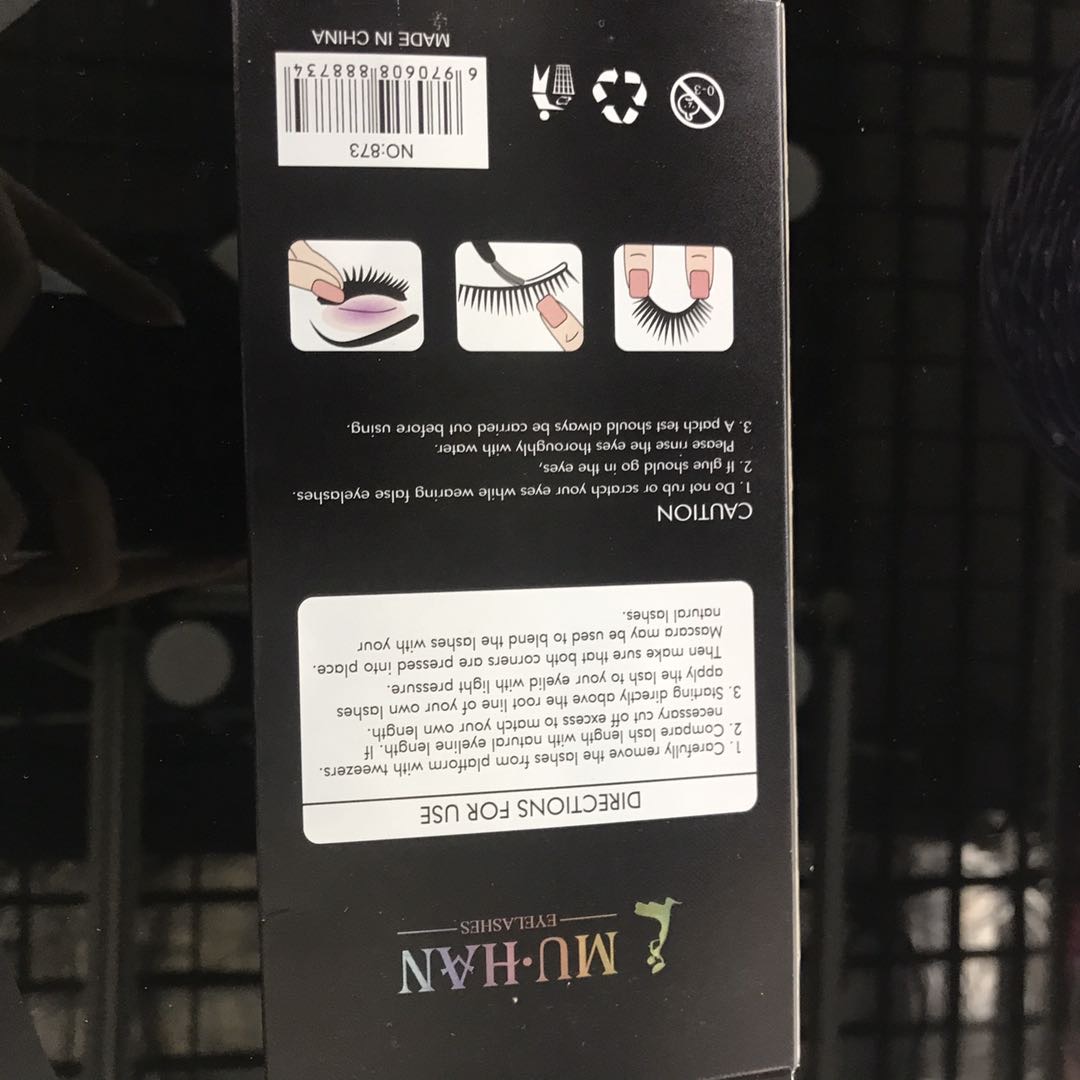 MU·HAN
EYELASHES
DIRECTIONS FOR USE
1. Carefully remove the lashes from platform with tweezers.
2. Compare lash length with natural eyeline length. If
necessary cut off excess to match your own length.
3. Starting directly above the root line of your own lashes
apply the lash to your eyelid with light pressure.
Then make sure that both corners are pressed into place.
Mascara may be used to blend the lashes with your
natural lashes.
CAUTION
1. Do not rub or scratch your eyes while wearing false eyelashes.
2. If glue should go in the eyes,
Please rinse the eyes thoroughly with water.
3. A patch test should always be carried out before using.
0-3
NO:873
6 970608 888734
MADE IN CHINA